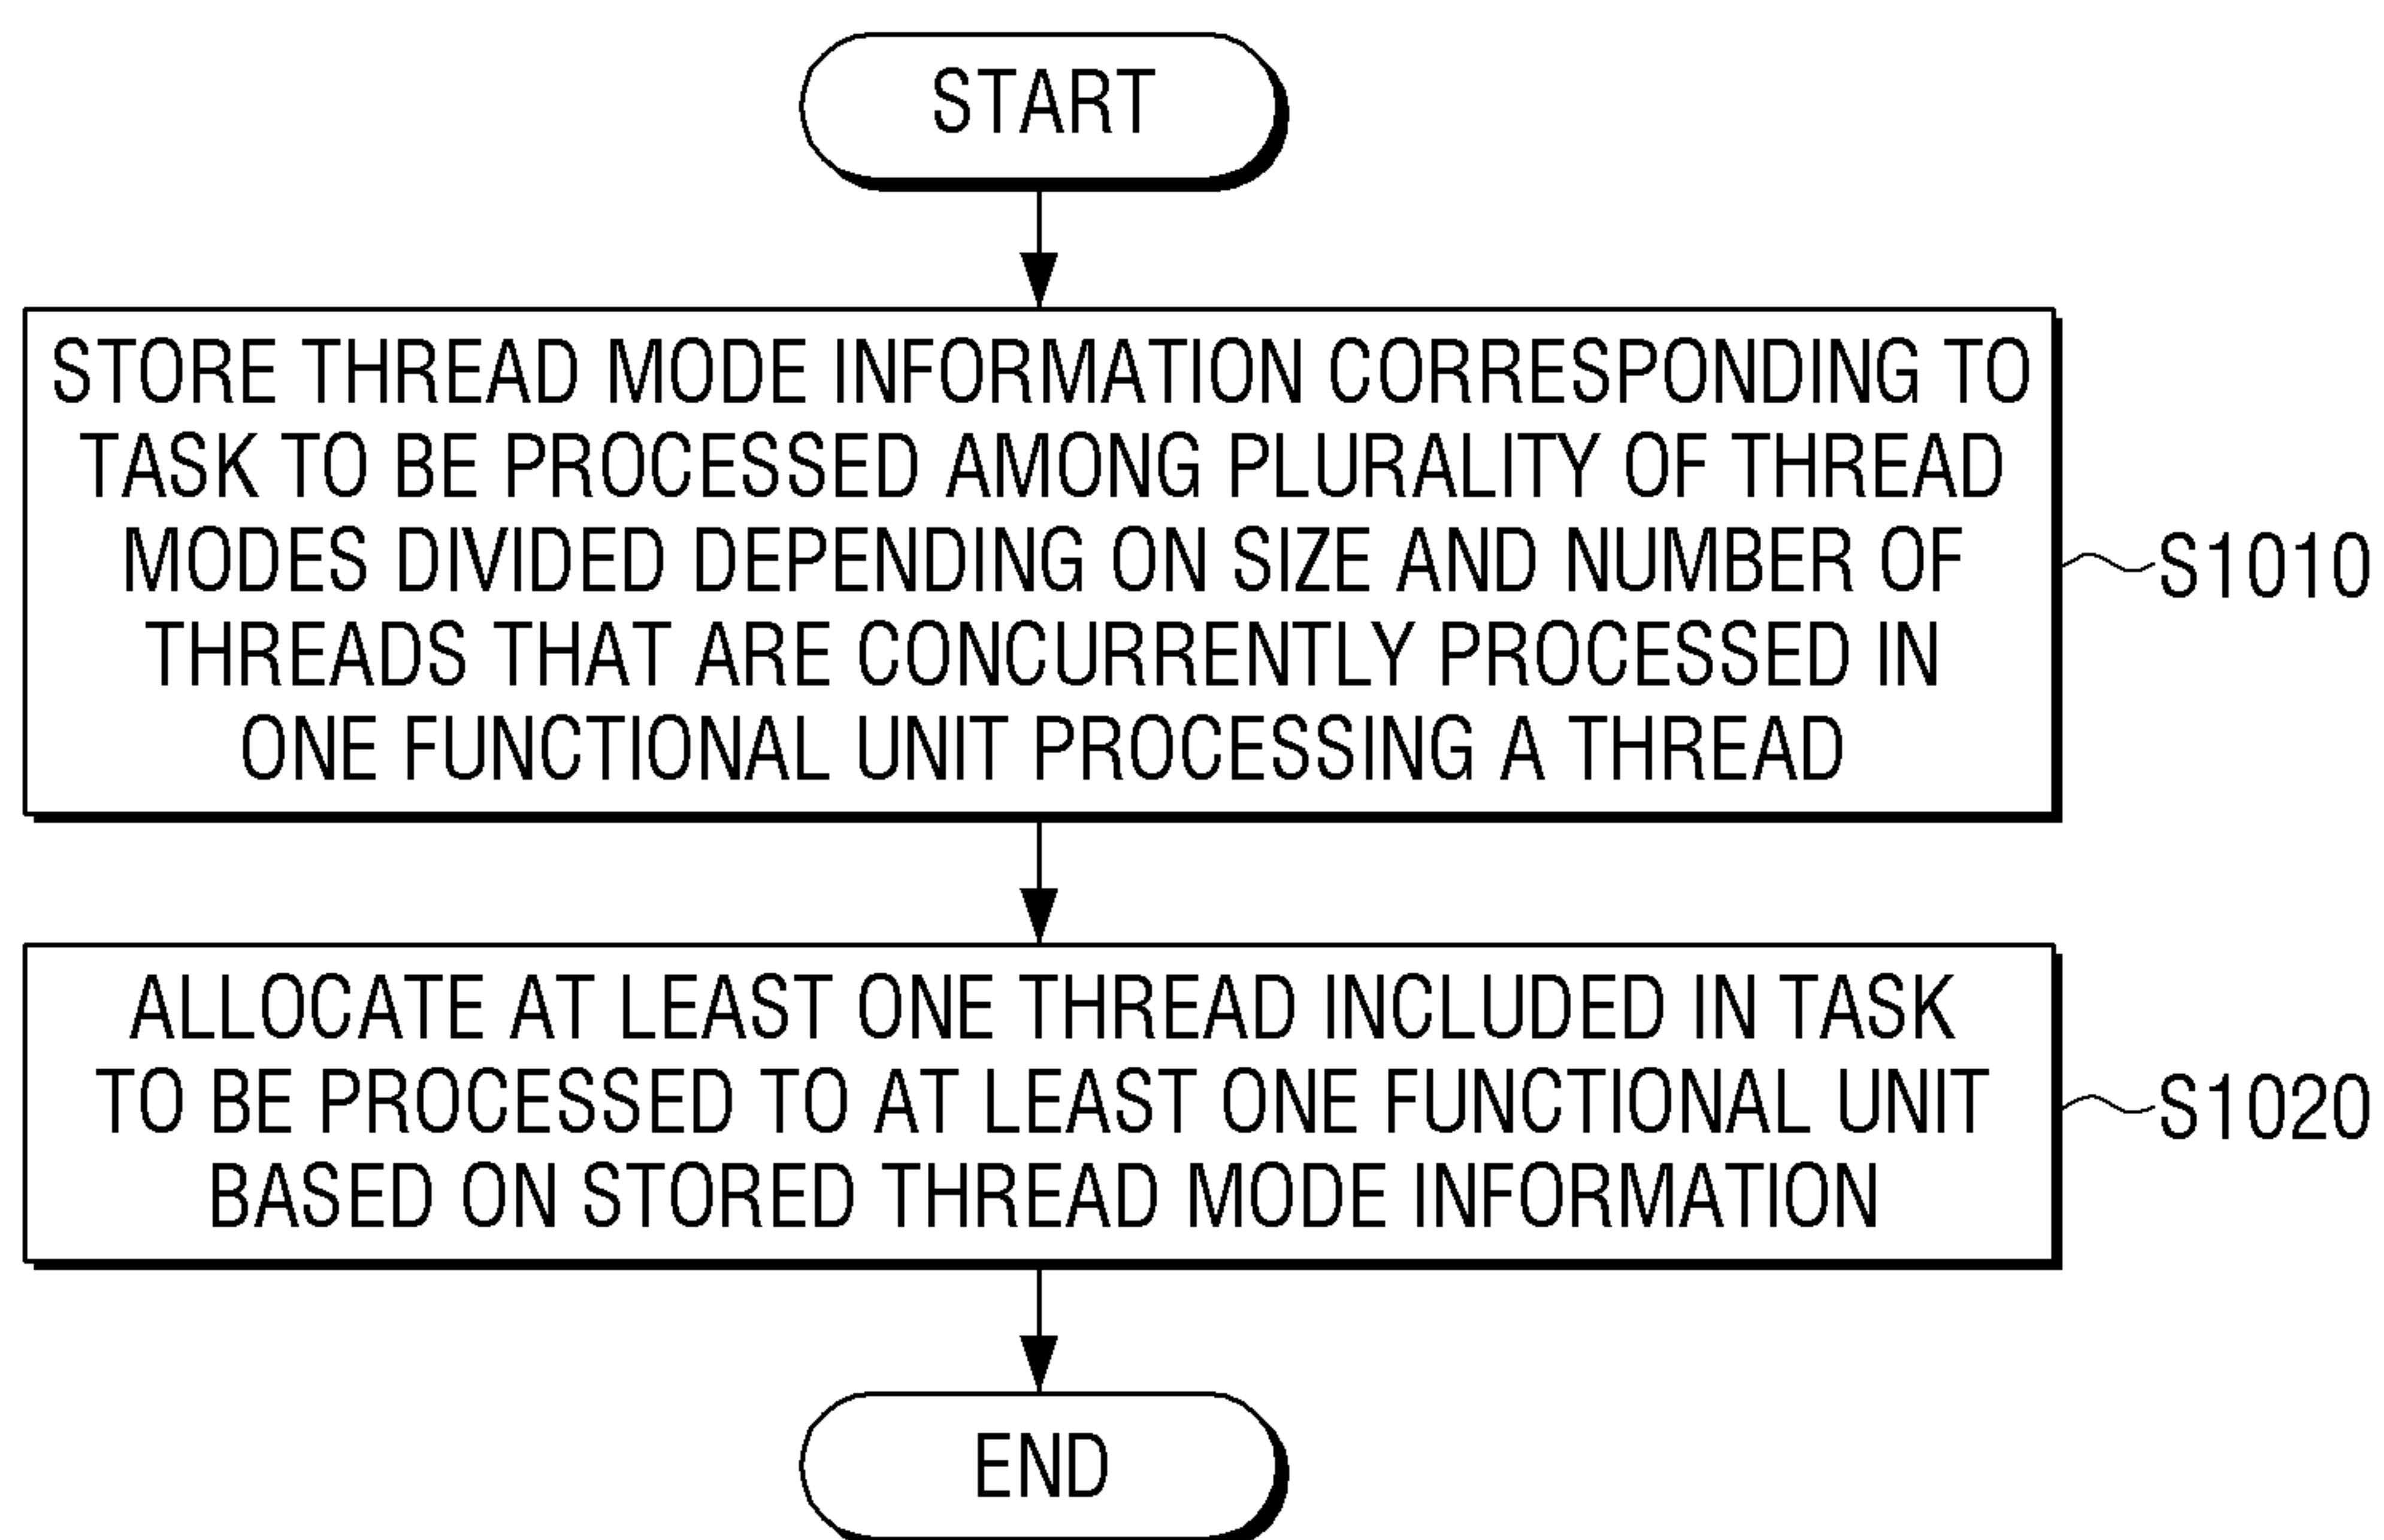 START
STORE THREAD MODE INFORMATION CORRESPONDING TO
TASK TO BE PROCESSED AMONG PLURALITY OF THREAD
MODES DIVIDED DEPENDING ON SIZE AND NUMBER OF
THREADS THAT ARE CONCURRENTLY PROCESSED IN
ONE FUNCTIONAL UNIT PROCESSING A THREAD
S1010
ALLOCATE AT LEAST ONE THREAD INCLUDED IN TASK
TO BE PROCESSED TO AT LEAST ONE FUNCTIONAL UNIT
BASED ON STORED THREAD MODE INFORMATION
S1020
END